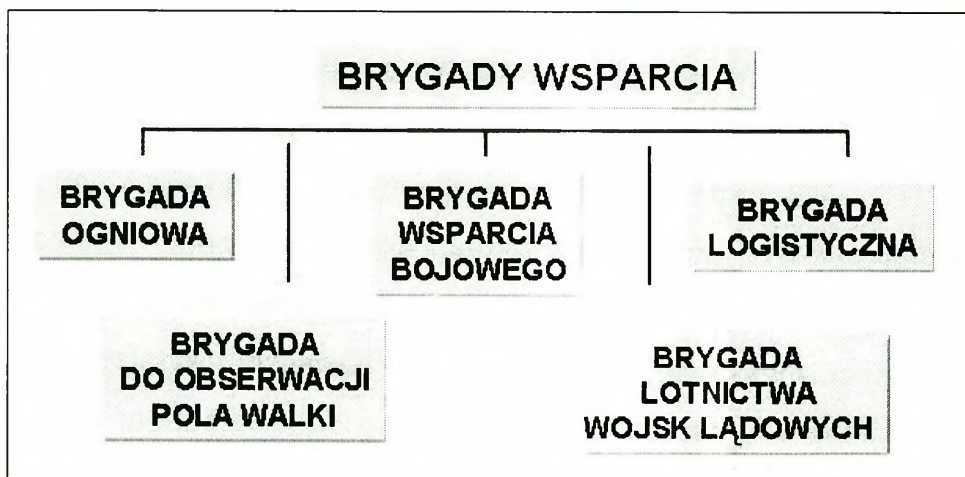 BRYGADY WSPARCIA
BRYGADA
OGNIOWA
BRYGADA
WSPARCIA
BOJOWEGO
BRYGADA
LOGISTYCZNA
BRYGADA
DO OBSERWACJI
POLA WALKI
BRYGADA
LOTNICTWA
WOJSK LĄDOWYCH